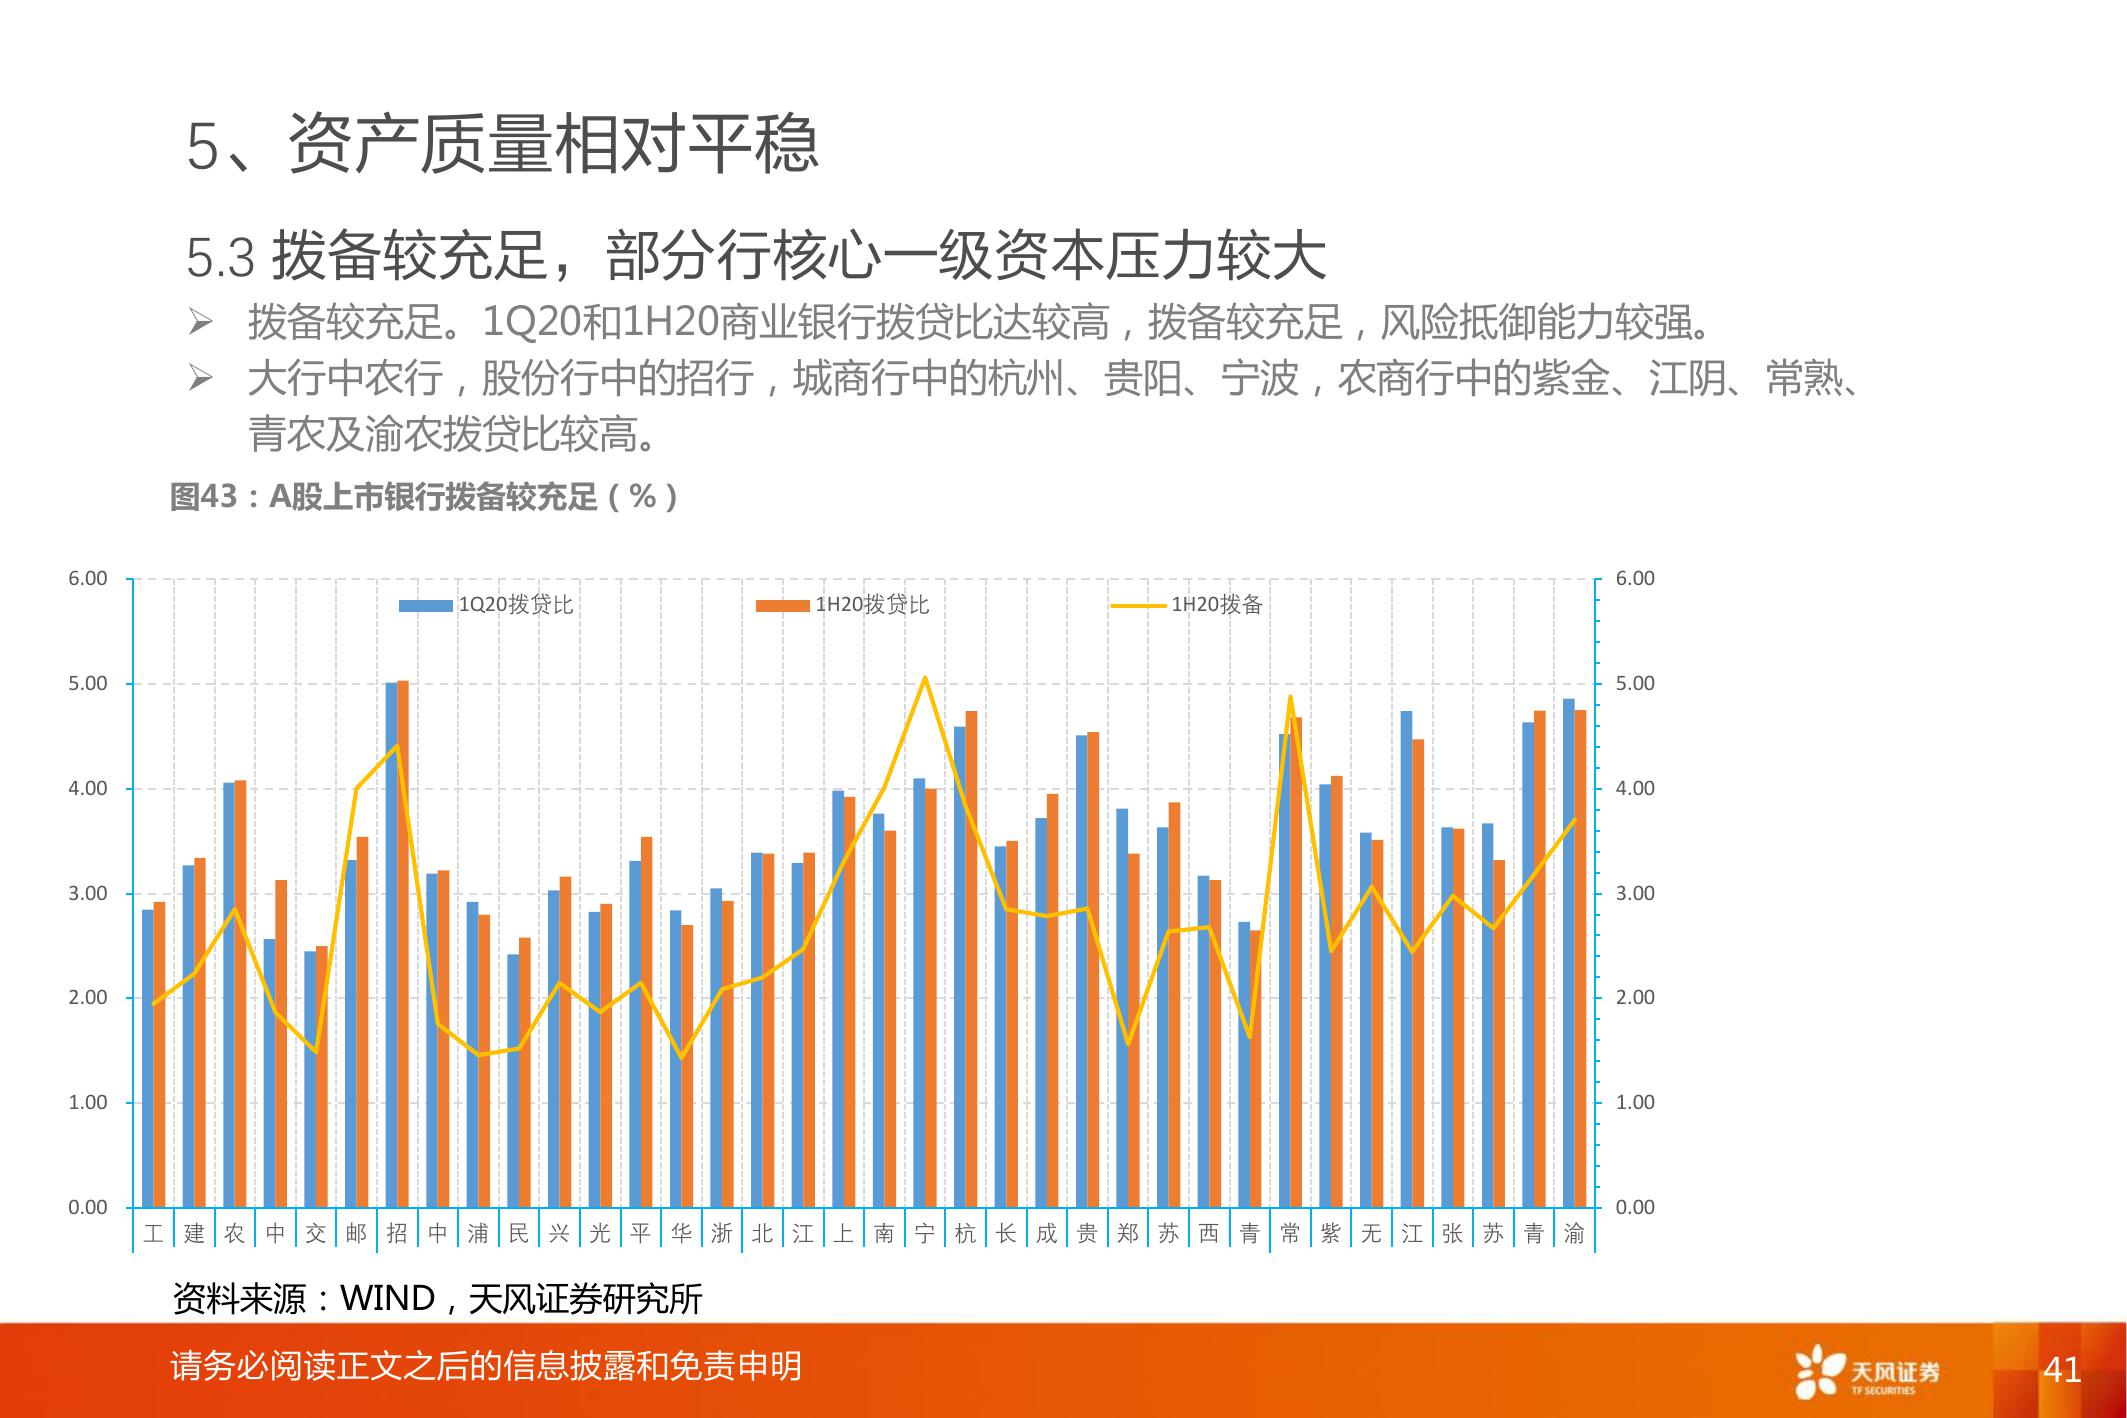 5、资产质量相对平稳
5.3 拨备较充足，部分行核心一级资本压力较大
➢ 拨备较充足。1Q20和1H20商业银行拨贷比达较高，拨备较充足，风险抵御能力较强。
➢ 大行中农行，股份行中的招行，城商行中的杭州、贵阳、宁波，农商行中的紫金、江阴、常熟、
青农及渝农拨贷比较高。
图43：A股上市银行拨备较充足（%）
1Q20拨贷比 1H20拨贷比 1H20拨备
6.00 6.00
5.00 5.00
4.00 4.00
3.00 3.00
2.00 2.00
1.00 1.00
0.00 0.00
工 建 农 中 交 邮 招 中 浦 民 兴 光 平 华 浙 北 江 上 南 宁 杭 长 成 贵 郑 苏 西 青 常 紫 无 江 张 苏 青 渝
资料来源：WIND，天风证券研究所
请务必阅读正文之后的信息披露和免责申明
天风证券
TF SECURITIES
41